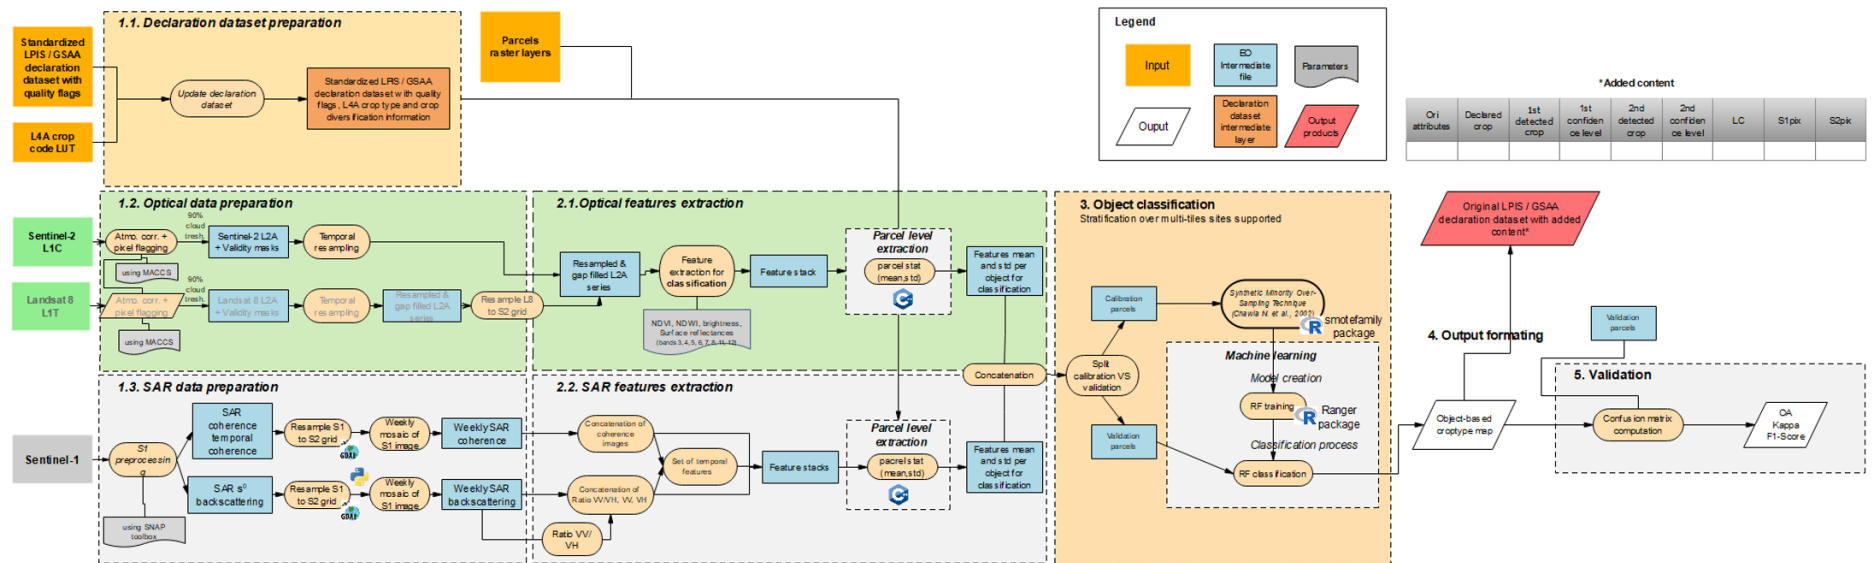 1.1. Declaration dataset preparation
Standardized
LPIS / GSAA
declaration
dataset with
quality flags
L4A crop
code LUT
Update declaration
dataset
Standardized LPIS / GSAA
declaration dataset with quality
flags, L4A crop type and crop
diversification information
Parcels
raster layers
Legend
Input
EO
Intermediate
file
Parameters
Ouput
Declaration
dataset
intermediate
layer
Output
products
*Added content
Ori
attributes
Declared
crop
1st
detected
crop
1st
confiden
ce level
2nd
detected
crop
2nd
confiden
ce level
LC
S1pix
S2pix
1.2. Optical data preparation
Sentinel-2
L1C
Atmo. corr. +
pixel flagging
using MACCS
90%
cloud
tresh.
Sentinel-2 L2A
+ Validity masks
Temporal
resampling
Landsat 8
L1T
Atmo. corr. +
pixel flagging
using MACCS
90%
cloud
tresh.
Landsat 8 L2A
+ Validity masks
Temporal
resampling
Resampled &
gap filled L2A
series
Resample L8
to S2 grid
2.1.Optical features extraction
Resampled &
gap filled L2A
series
Feature
extraction for
classification
NDVI, NDWI, brightness,
Surface reflectances
(bands 3, 4, 5, 6, 7, 8, 11, 12)
Feature stack
Parcel level
extraction
parcel stat
(mean,std)
C++
Features mean
and std per
object for
classification
1.3. SAR data preparation
Sentinel-1
S1
preprocessin
g
using SNAP
toolbox
SAR
coherence
temporal
coherence
Resample S1
to S2 grid
GDAL
Weekly
mosaic of
S1 image
Weekly SAR
coherence
SAR s⁰
backscattering
Resample S1
to S2 grid
GDAL
Weekly
mosaic of
S1 image
Weekly SAR
backscattering
2.2. SAR features extraction
Concatenation of
coherence
images
Concatenation of
Ratio VV/VH, VV, VH
Ratio VV/
VH
Set of temporal
features
Feature stacks
Parcel level
extraction
pacrel stat
(mean,std)
C++
Features mean
and std per
object for
classification
Concatenation
3. Object classification
Stratification over multi-tiles sites supported
Split
calibration VS
validation
Calibration
parcels
Validation
parcels
Synthetic Minority Over-
Sampling Technique
(Chawla N. et al., 2002)
R
smotefamily
package
Machine learning
Model creation
RF training
R
Ranger
package
Classification process
RF classification
Original LPIS / GSAA
declaration dataset with added
content*
4. Output formating
Object-based
croptype map
Validation
parcels
5. Validation
Confusion matrix
computation
OA
Kappa
F1-Score